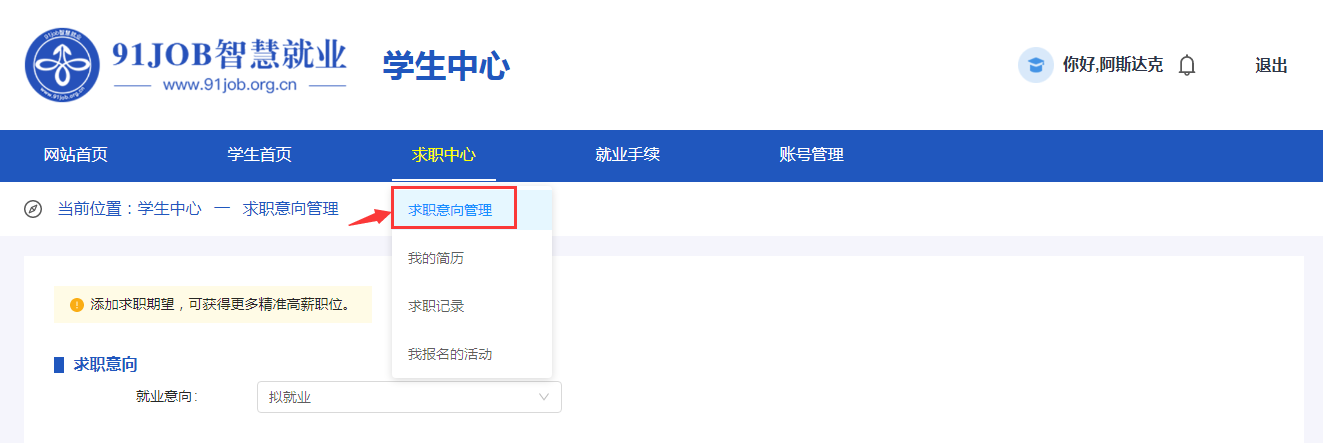 91JOB智慧就业
www.91job.org.cn
学生中心
你好,阿斯达克
退出
网站首页
学生首页
求职中心
就业手续
账号管理
当前位置：学生中心 一 求职意向管理
求职意向管理
我的简历
求职记录
我报名的活动
添加求职期望，可获得更多精准高薪职位。
求职意向
就业意向:
拟就业